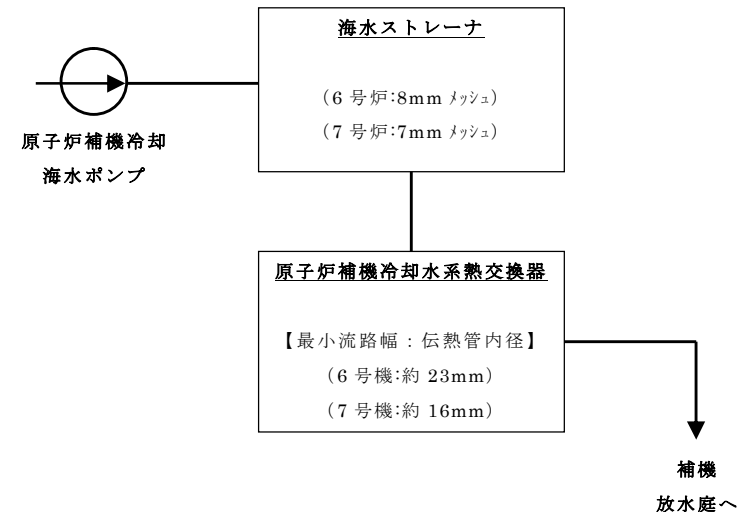 海水ストレーナ
（6 号炉:8mm ﾒｯｼｭ）
（7 号炉:7mm ﾒｯｼｭ）
原子炉補機冷却
海水ポンプ
原子炉補機冷却水系熱交換器
【最小流路幅：伝熱管内径】
（6 号機:約 23mm）
（7 号機:約 16mm）
補機
放水庭へ